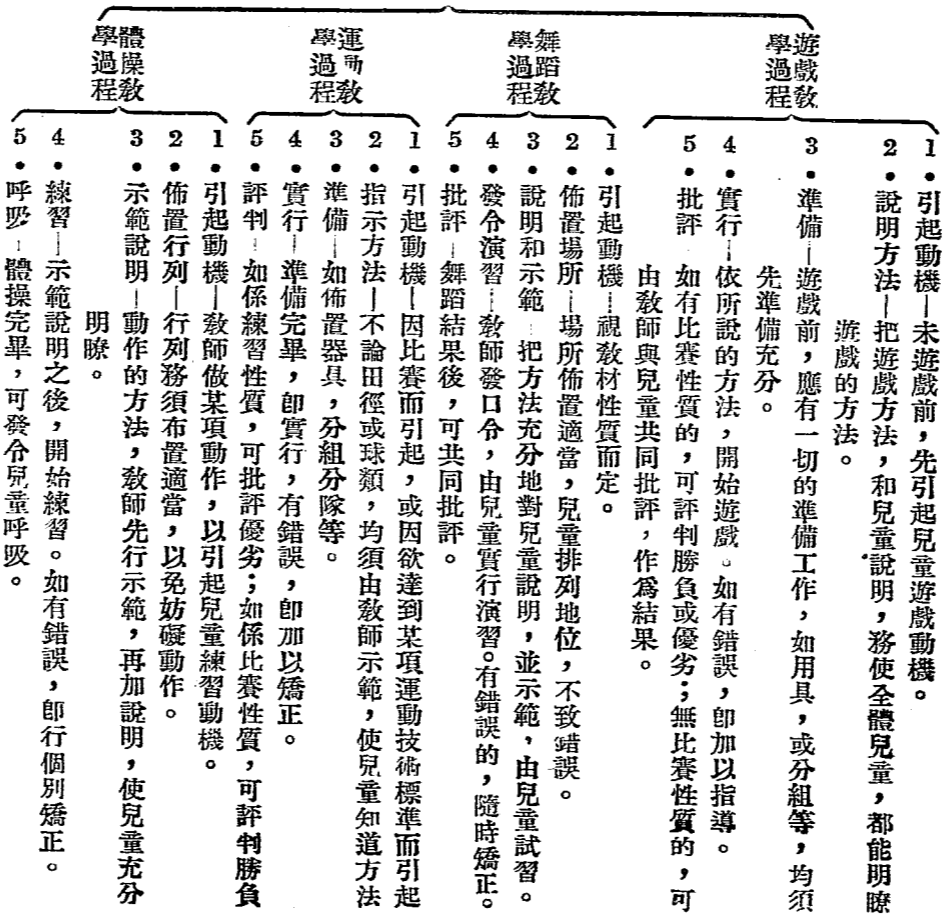 遊戲敎
學過程
1．引起動機—未遊戲前，先引起兒童遊戲動機。
2．說明方法—把遊戲方法，和兒童說明，務使全體兒童，都能明瞭
遊戲的方法。
3．準備—遊戲前，應有一切的準備工作，如用具，或分組等，均須
先準備充分。
4．實行—依所說的方法，開始遊戲。如有錯誤，卽加以指導。
5．批評—如有比賽性質的，可評判勝負或優劣；無比賽性質的，可
由敎師與兒童共同批評，作爲結果。
舞蹈敎
學過程
1．引起動機—視敎材性質而定。
2．佈置場所—場所佈置適當，兒童排列地位，不致錯誤。
3．說明和示範—把方法充分地對兒童說明，並示範，由兒童試習。
4．發令演習—敎師發口令，由兒童實行演習。有錯誤的，隨時矯正。
5．批評—舞蹈結果後，可共同批評。
運動敎
學過程
1．引起動機—因比賽而引起，或因欲達到某項運動技術標準而引起
2．指示方法—不論田徑或球類，均須由敎師示範，使兒童知道方法
3．準備—如佈置器具，分組分隊等。
4．實行—準備完畢，卽實行，有錯誤，卽加以矯正。
5．評判—如係練習性質，可批評優劣；如係比賽性質，可評判勝負
體操敎
學過程
1．引起動機—敎師做某項動作，以引起兒童練習動機。
2．佈置行列—行列務須布置適當，以免妨礙動作。
3．示範說明—動作的方法，敎師先行示範，再加說明，使兒童充分
明瞭。
4．練習—示範說明之後，開始練習。如有錯誤，卽行個別矯正。
5．呼吸—體操完畢，可發令兒童呼吸。